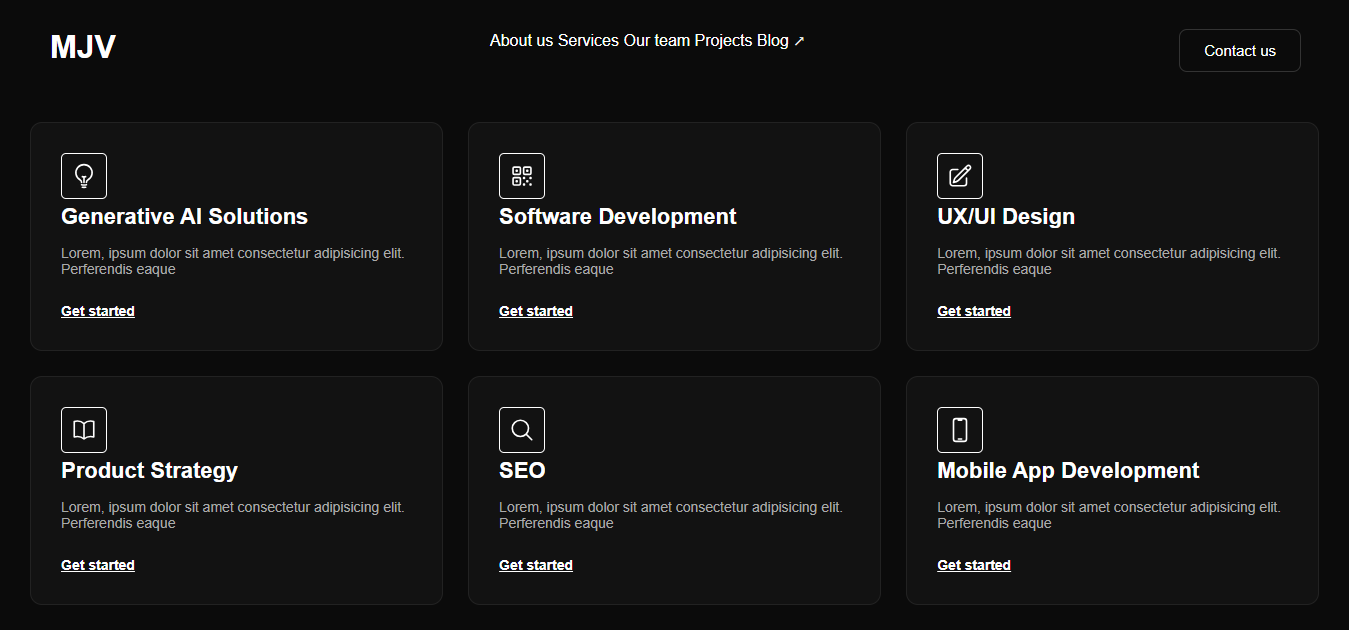 MJV
About us Services Our team Projects Blog ↗
Contact us
Generative AI Solutions
Lorem, ipsum dolor sit amet consectetur adipisicing elit.
Perferendis eaque
Get started
Software Development
Lorem, ipsum dolor sit amet consectetur adipisicing elit.
Perferendis eaque
Get started
UX/UI Design
Lorem, ipsum dolor sit amet consectetur adipisicing elit.
Perferendis eaque
Get started
Product Strategy
Lorem, ipsum dolor sit amet consectetur adipisicing elit.
Perferendis eaque
Get started
SEO
Lorem, ipsum dolor sit amet consectetur adipisicing elit.
Perferendis eaque
Get started
Mobile App Development
Lorem, ipsum dolor sit amet consectetur adipisicing elit.
Perferendis eaque
Get started